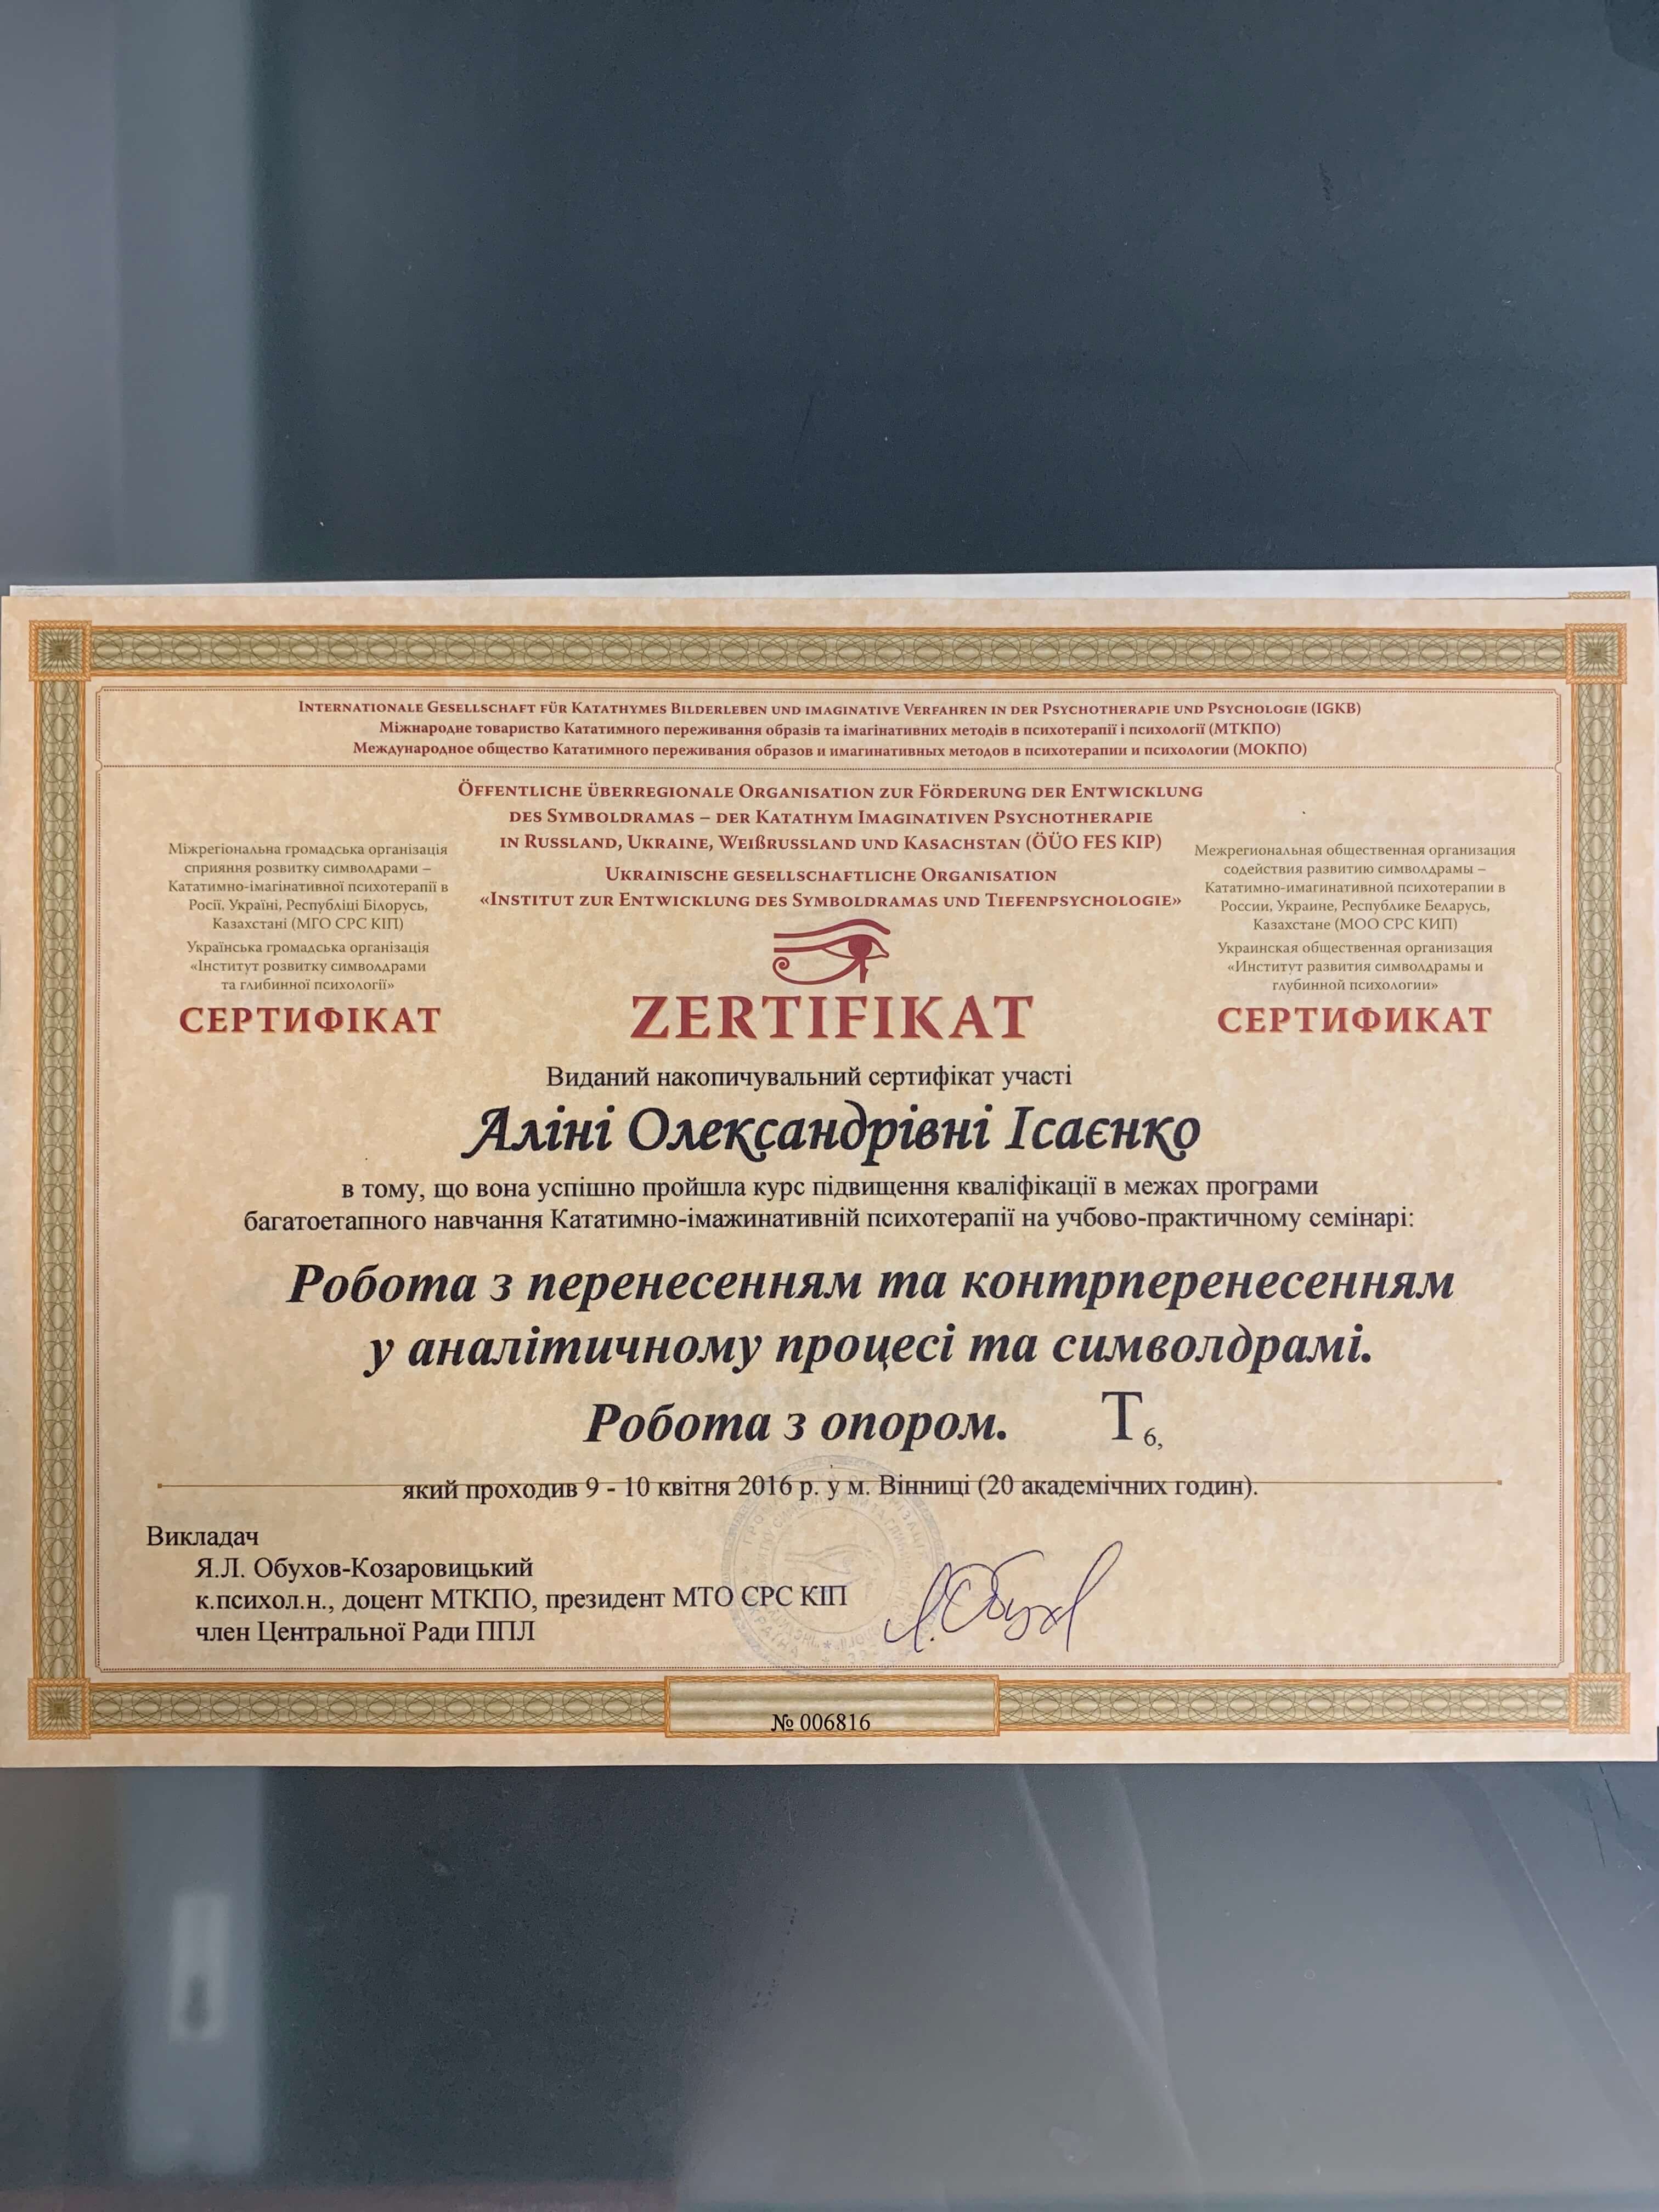 Internationale Gesellschaft für Katathymes Bilderleben und imaginative Verfahren in der Psychotherapie und Psychologie (IGKB)
Міжнародне товариство Кататимного переживання образів та імагінативних методів в психотерапії і психології (МТКПО)
Международное общество Кататимного переживания образов и имагинативных методов в психотерапии и психологии (МОКПО)
Öffentliche überregionale Organisation zur Förderung der Entwicklung
des Symboldramas – der Katathym Imaginativen Psychotherapie
in Russland, Ukraine, Weißrussland und Kasachstan (ÖÜO FES KIP)
Ukrainische gesellschaftliche Organisation
«Institut zur Entwicklung des Symboldramas und Tiefenpsychologie»
Міжрегіональна громадська організація
сприяння розвитку символдрами –
Кататимно-імагінативної психотерапії в
Росії, Україні, Республіці Білорусь,
Казахстані (МГО СРС КІП)
Українська громадська організація
«Інститут розвитку символдрами
та глибинної психології»
СЕРТИФІКАТ
ZERTIFIKAT
Межрегиональная общественная организация
содействия развитию символдрамы –
Кататимно-имагинативной психотерапии в
России, Украине, Республике Беларусь,
Казахстане (МОО СРС КИП)
Украинская общественная организация
«Институт развития символдрамы и
глубинной психологии»
СЕРТИФИКАТ
Виданий накопичувальний сертифікат участі
Аліні Олександрівні Ісаєнко
в тому, що вона успішно пройшла курс підвищення кваліфікації в межах програми
багатоетапного навчання Кататимно-імажинативній психотерапії на учбово-практичному семінарі:
Робота з перенесенням та контрперенесенням
у аналітичному процесі та символдрамі.
Робота з опором. Т6,
який проходив 9 - 10 квітня 2016 р. у м. Вінниці (20 академічних годин).
Викладач
Я.Л. Обухов-Козаровицький
к.психол.н., доцент МТКПО, президент МТО СРС КІП
член Центральної Ради ППЛ
№ 006816